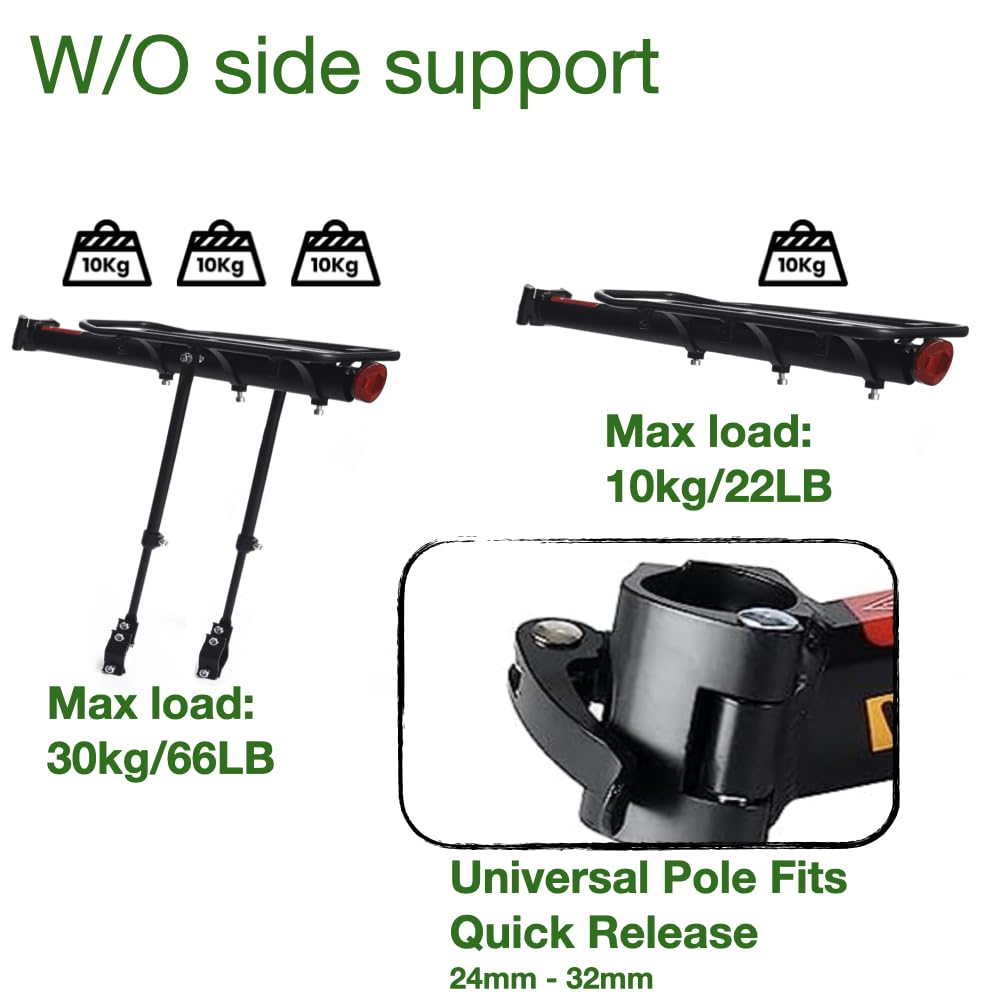 W/O side support
10Kg 10Kg 10Kg
10Kg
Max load:
10kg/22LB
Max load:
30kg/66LB
Universal Pole Fits
Quick Release
24mm - 32mm